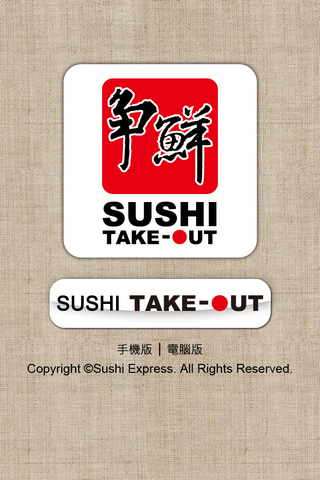 争鮮
SUSHI
TAKE-OUT
SUSHI TAKE-OUT
手機版 | 電腦版
Copyright ©Sushi Express. All Rights Reserved.